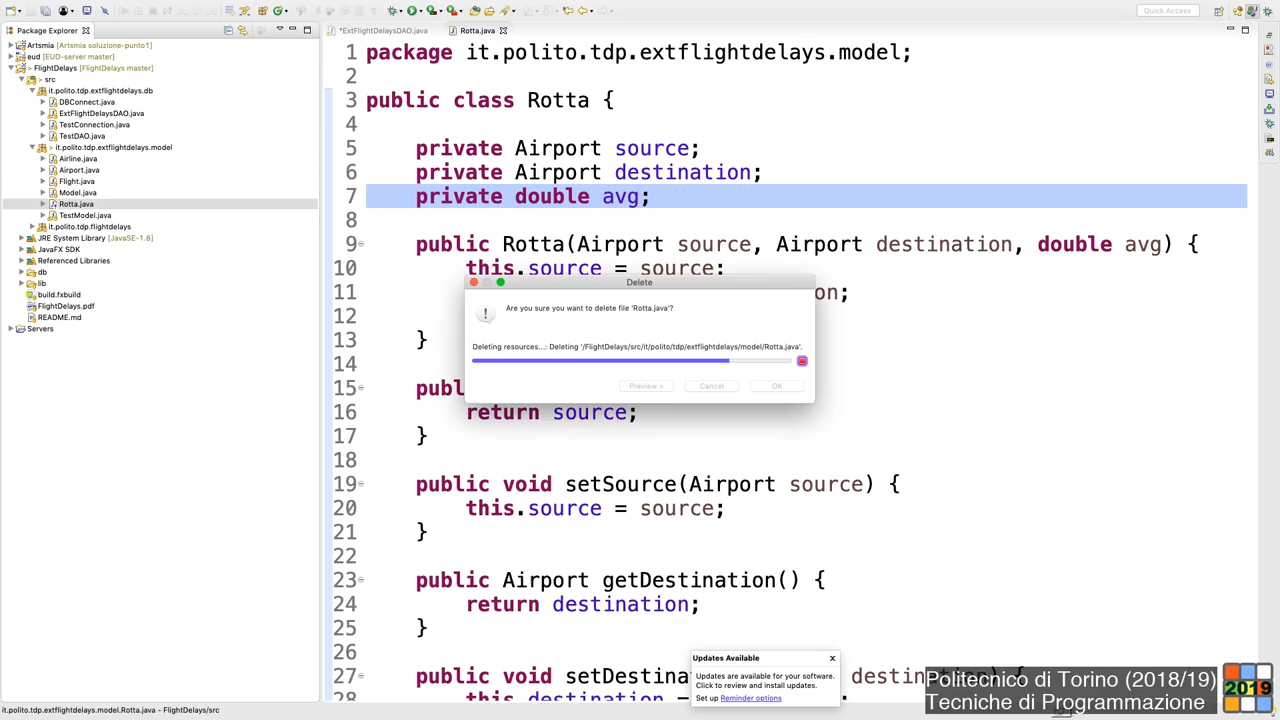 Quick Access
Package Explorer
*ExtFlightDelaysDAO.java
Rotta.java
Artsmia [Artsmia soluzione-punto1]
eud [EUD-server master]
> FlightDelays [FlightDelays master]
> src
it.polito.tdp.extflightdelays.db
DBConnect.java
ExtFlightDelaysDAO.java
TestConnection.java
TestDAO.java
> it.polito.tdp.extflightdelays.model
Airline.java
Airport.java
Flight.java
Model.java
Rotta.java
TestModel.java
it.polito.tdp.flightdelays
JRE System Library [JavaSE-1.8]
JavaFX SDK
Referenced Libraries
db
lib
build.fxbuild
FlightDelays.pdf
README.md
Servers
1 package it.polito.tdp.extflightdelays.model;
2
3 public class Rotta {
4
5 private Airport source;
6 private Airport destination;
7 private double avg;
8
9 public Rotta(Airport source, Airport destination, double avg) {
10 this.source = source;
11 on;
12
13 }
14
15 pub
16 return source;
17 }
18
19 public void setSource(Airport source) {
20 this.source = source;
21 }
22
23 public Airport getDestination() {
24 return destination;
25 }
26
27 public void setDestina destination) {
28 this.destination =
Delete
Are you sure you want to delete file 'Rotta.java'?
Deleting resources...: Deleting '/FlightDelays/src/it/polito/tdp/extflightdelays/model/Rotta.java'.
Preview >
Cancel
OK
Updates Available
Updates are available for your software.
Click to review and install updates.
Set up Reminder options
Politecnico di Torino (2018/19)
Tecniche di Programmazione
2019
it.polito.tdp.extflightdelays.model.Rotta.java - FlightDelays/src